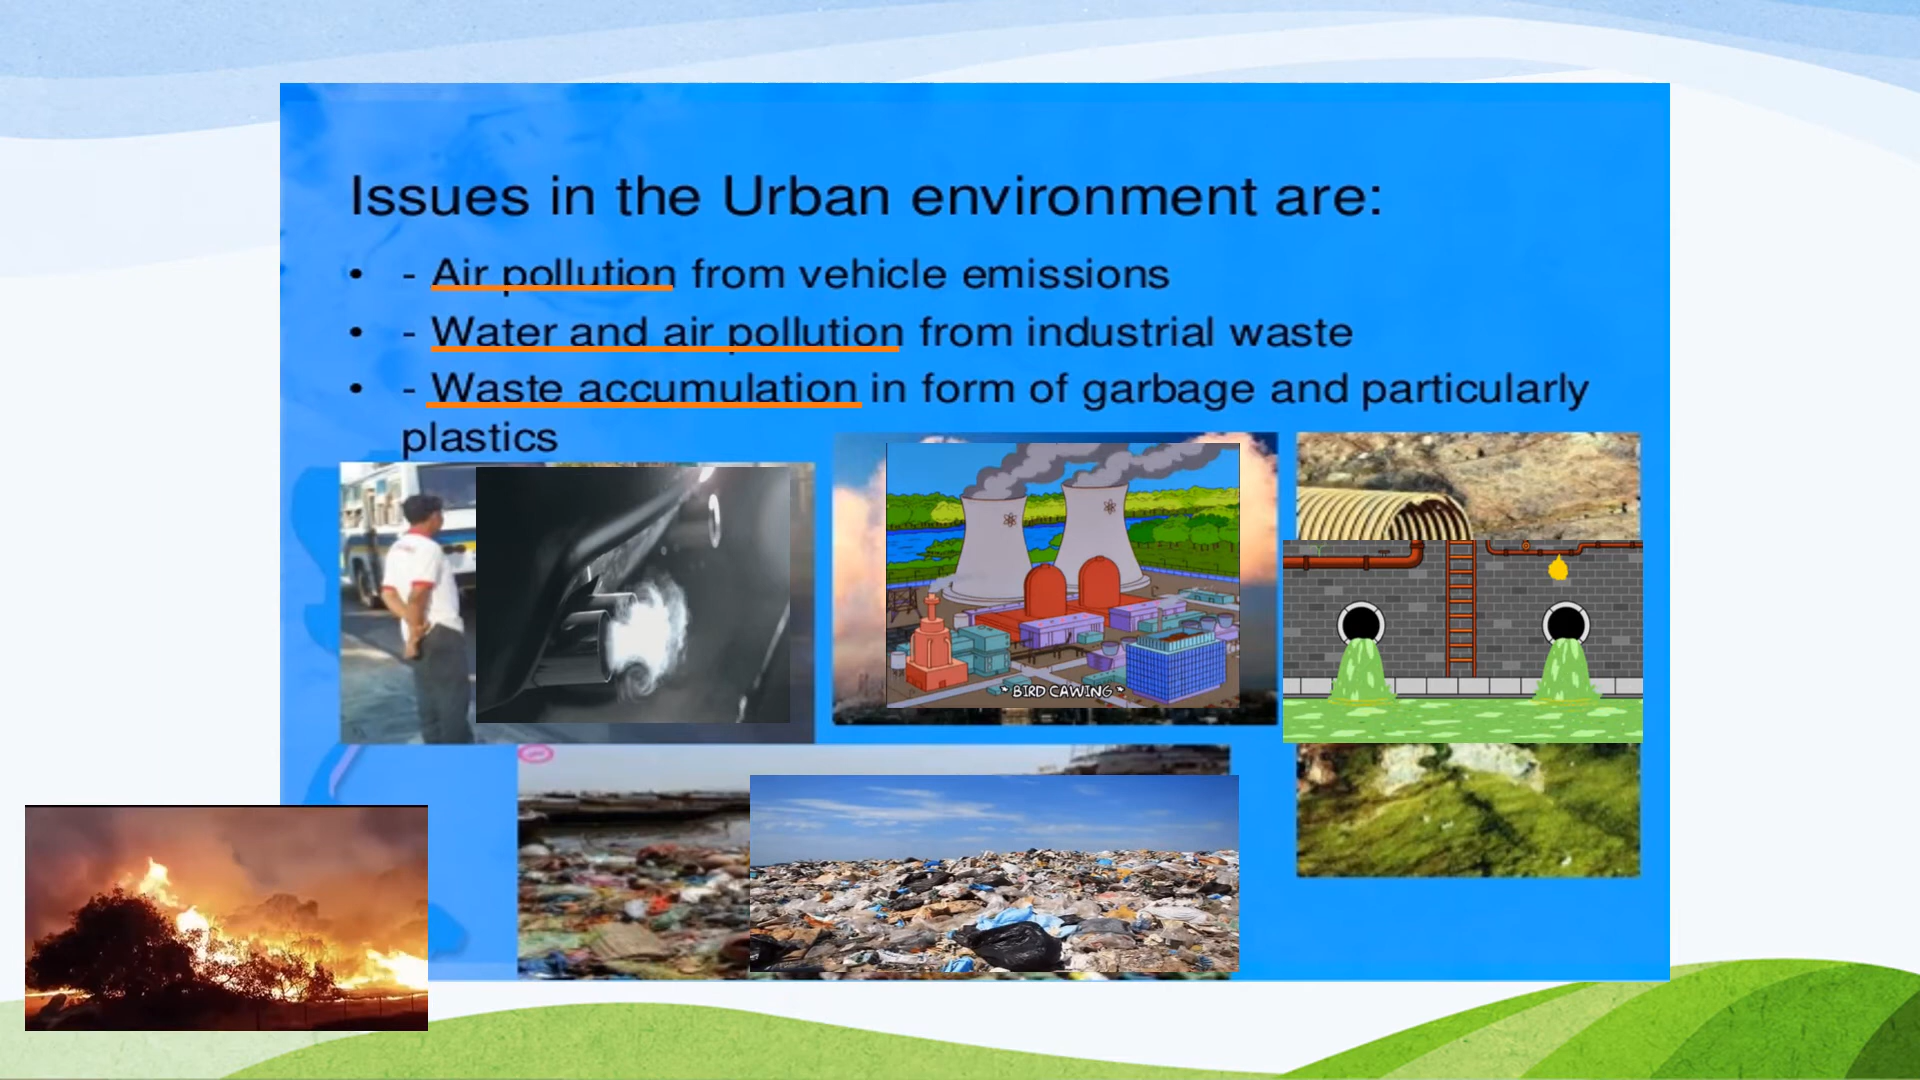 Issues in the Urban environment are:
• - Air pollution from vehicle emissions
• - Water and air pollution from industrial waste
• - Waste accumulation in form of garbage and particularly
plastics
* BIRD CAWING *